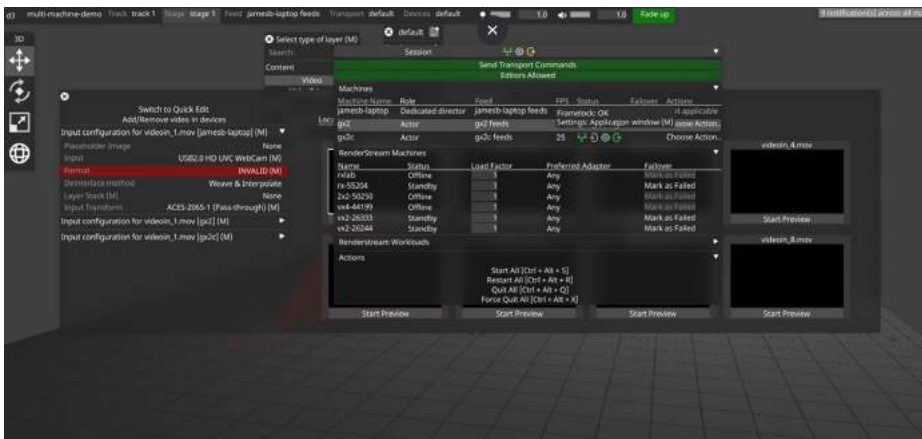 d3 multi-machine-demo Track track 1 Stage stage 1 Feed jamesb-laptop feeds Transport default Devices default 1.0 1.0 Fade up
9 notification(s) across all
3D
Select type of layer (M)
Search
Content
Video
default
Switch to Quick Edit
Add/Remove video in devices
Input configuration for videoin_1.mov [jamesb-laptop] (M)
Placeholder Image None
Input USB2.0 HD UVC WebCam (M)
Format INVALID (M)
Deinterlace method Weave & Interpolate
Layer Stack (M) None
Input Transform ACES-2065-1 (Pass-through) (M)
Input configuration for videoin_1.mov [gx2] (M)
Input configuration for videoin_1.mov [gx2c] (M)
Session
Send Transport Commands
Editors Allowed
Machines
Machine Name Role Feed FPS Status Failover Actions
jamesb-laptop Dedicated director jamesb-laptop feeds Framelock: OK
gx2 Actor gx2 feeds Settings: Application window (M)
gx2c Actor gx2c feeds 25 Choose Action..
RenderStream Machines
Name Status Load Factor Preferred Adapter Failover
rxlab Offline 1 Any Mark as Failed
rx-55204 Standby 1 Any Mark as Failed
2x2-50250 Offline 1 Any Mark as Failed
vx4-44199 Offline 1 Any Mark as Failed
vx2-26333 Standby 1 Any Mark as Failed
vx2-26244 Standby 1 Any Mark as Failed
Renderstream Workloads
Actions
Start All [Ctrl + Alt + S]
Restart All [Ctrl + Alt + R]
Quit All [Ctrl + Alt + Q]
Force Quit All [Ctrl + Alt + X]
videoin_4.mov
Start Preview
videoin_8.mov
Start Preview Start Preview Start Preview Start Preview